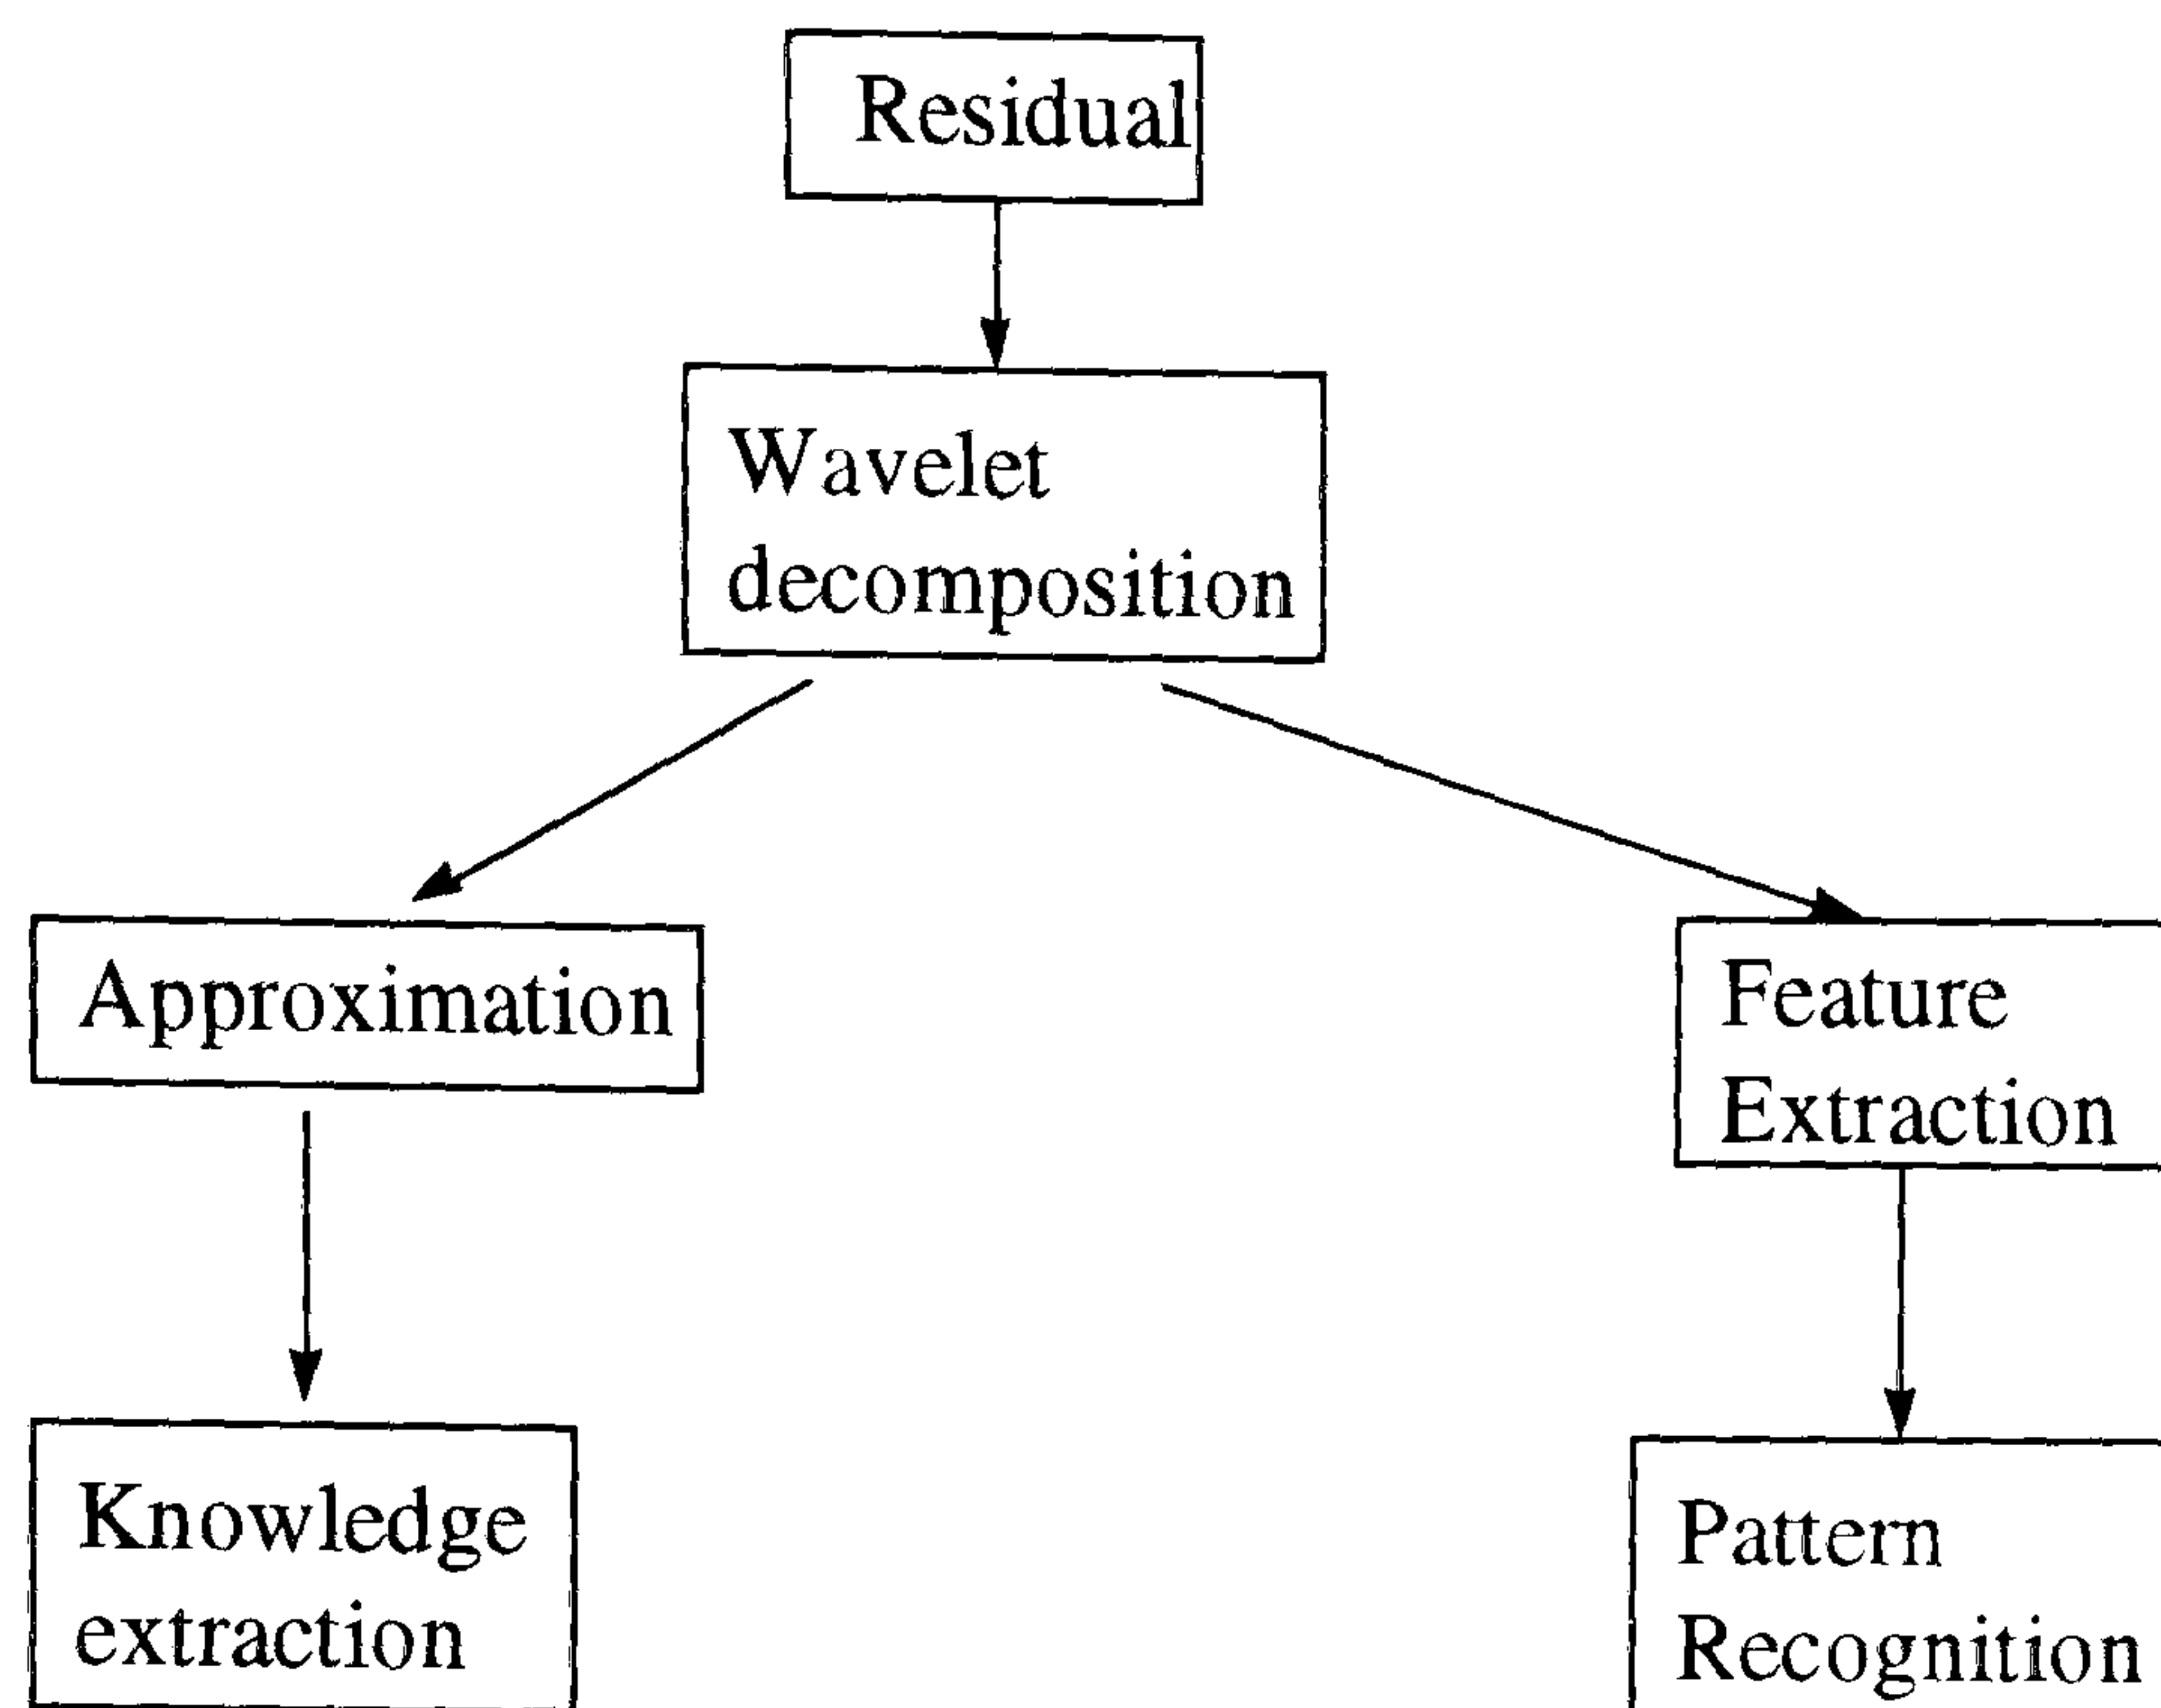 Residual
Wavelet
decomposition
Approximation
Feature
Extraction
Knowledge
extraction
Pattern
Recognition